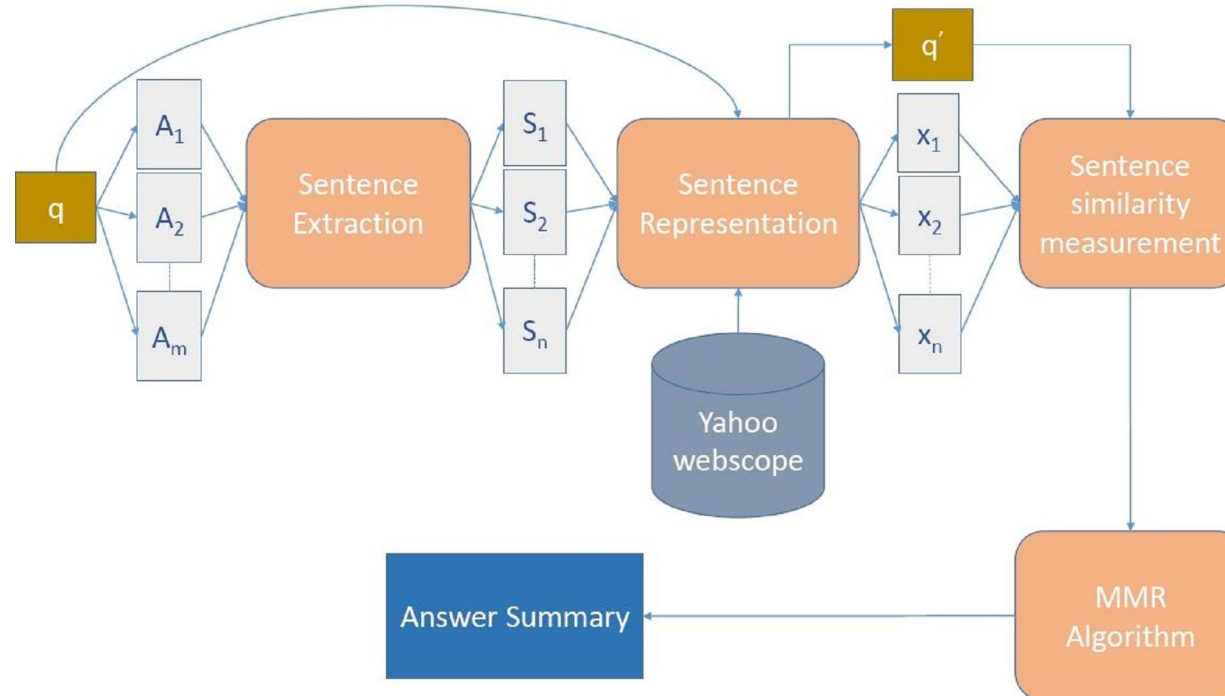 q
A₁
A₂
Aₘ
Sentence
Extraction
S₁
S₂
Sₙ
Sentence
Representation
Yahoo
webscope
q´
x₁
x₂
xₙ
Sentence
similarity
measurement
MMR
Algorithm
Answer Summary